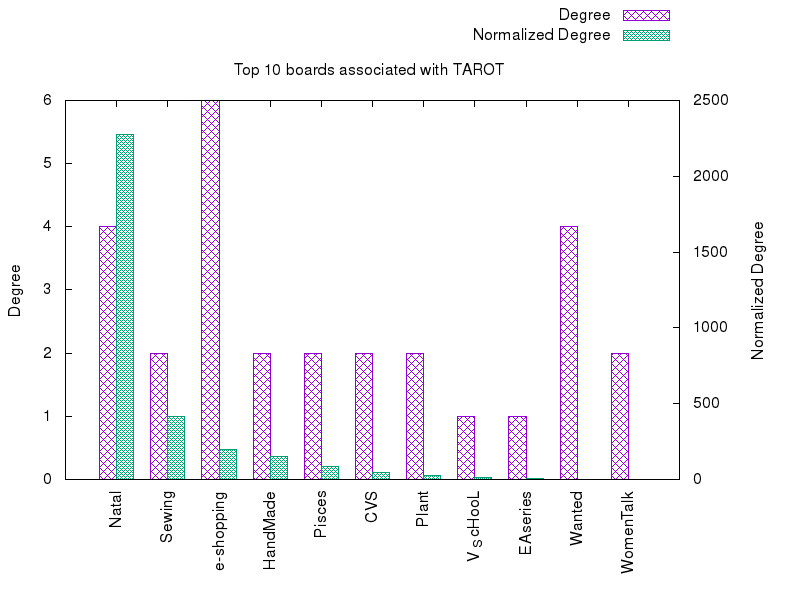 Degree
Normalized Degree
Top 10 boards associated with TAROT
6
5
4
3
2
1
0
Degree
2500
2000
1500
1000
500
0
Normalized Degree
Natal
Sewing
e-shopping
HandMade
Pisces
CVS
Plant
V s cHooL
EAseries
Wanted
WomenTalk